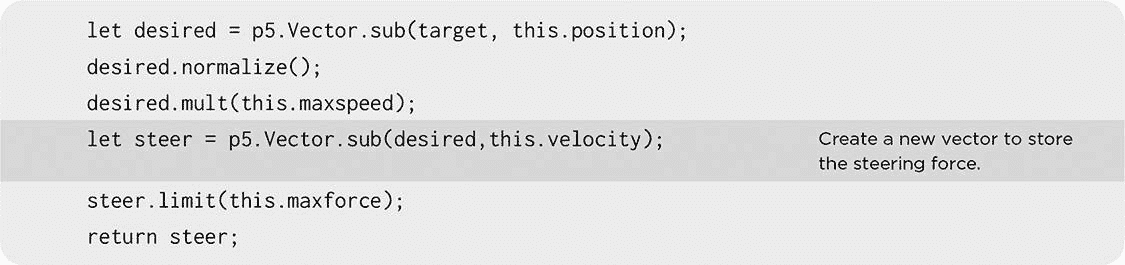 let desired = p5.Vector.sub(target, this.position);
desired.normalize();
desired.mult(this.maxspeed);
let steer = p5.Vector.sub(desired,this.velocity);
Create a new vector to store
the steering force.
steer.limit(this.maxforce);
return steer;